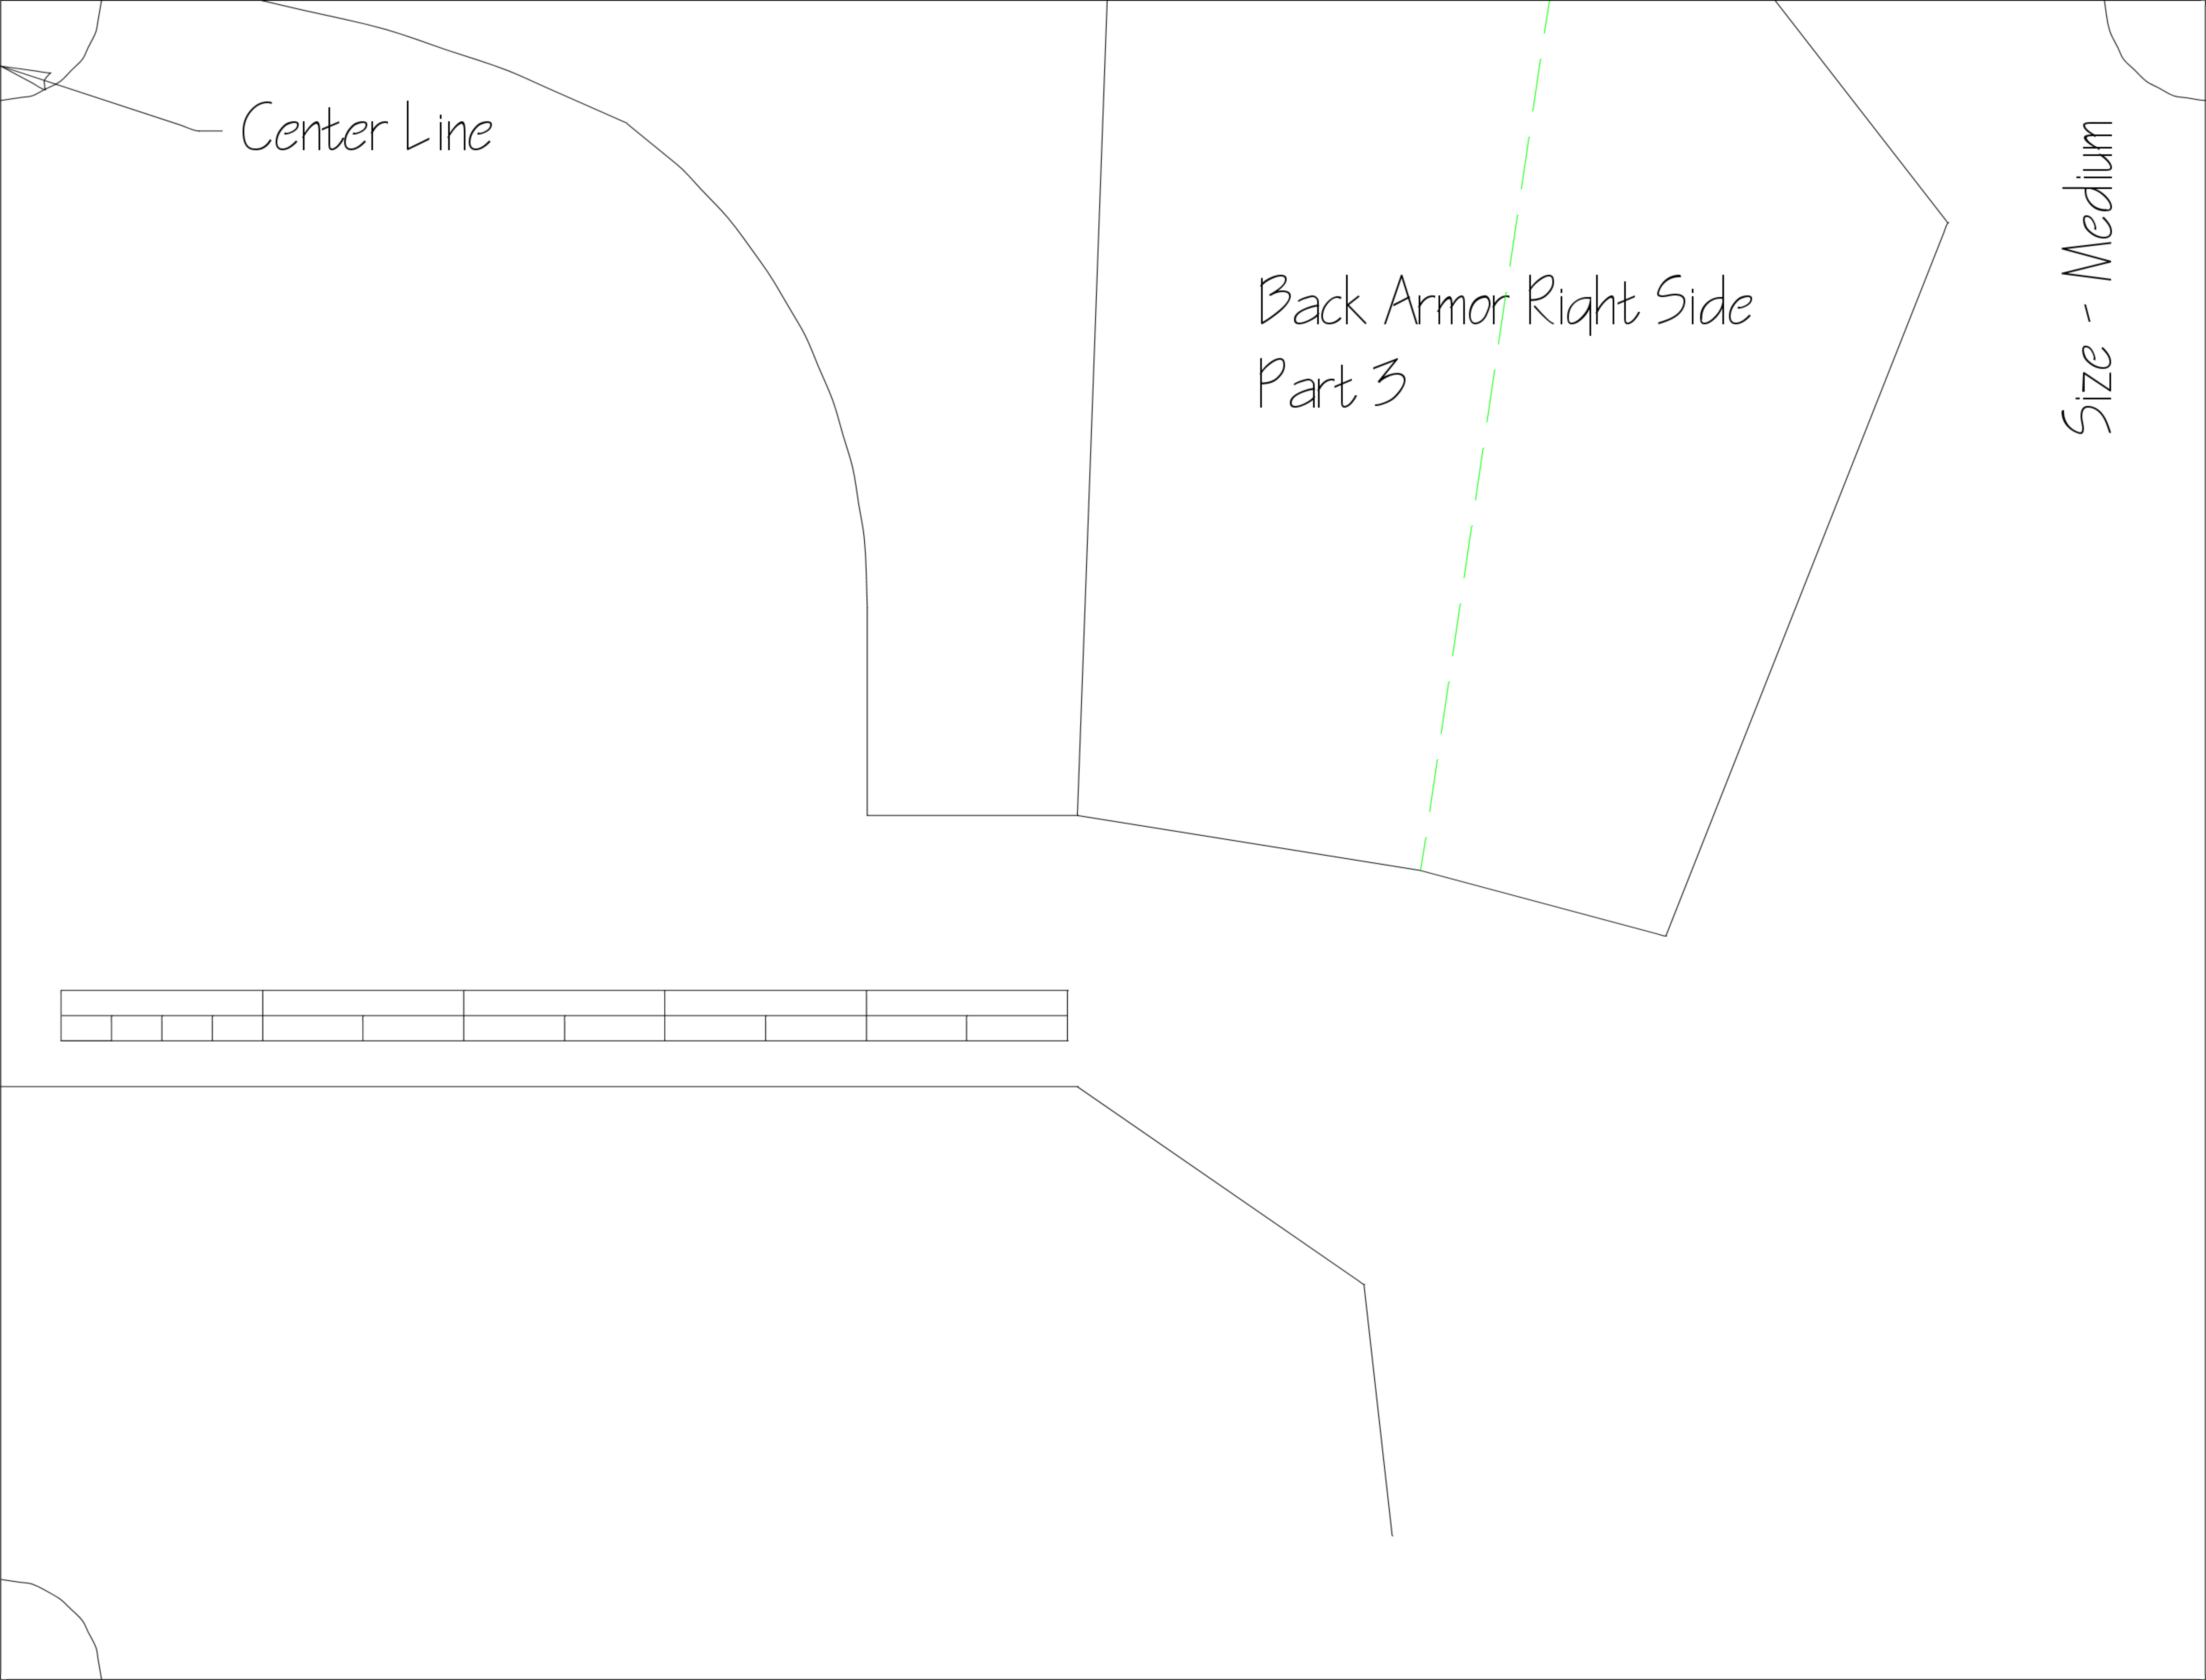 Center Line
Back Armor Right Side
Part 3
Size - Medium